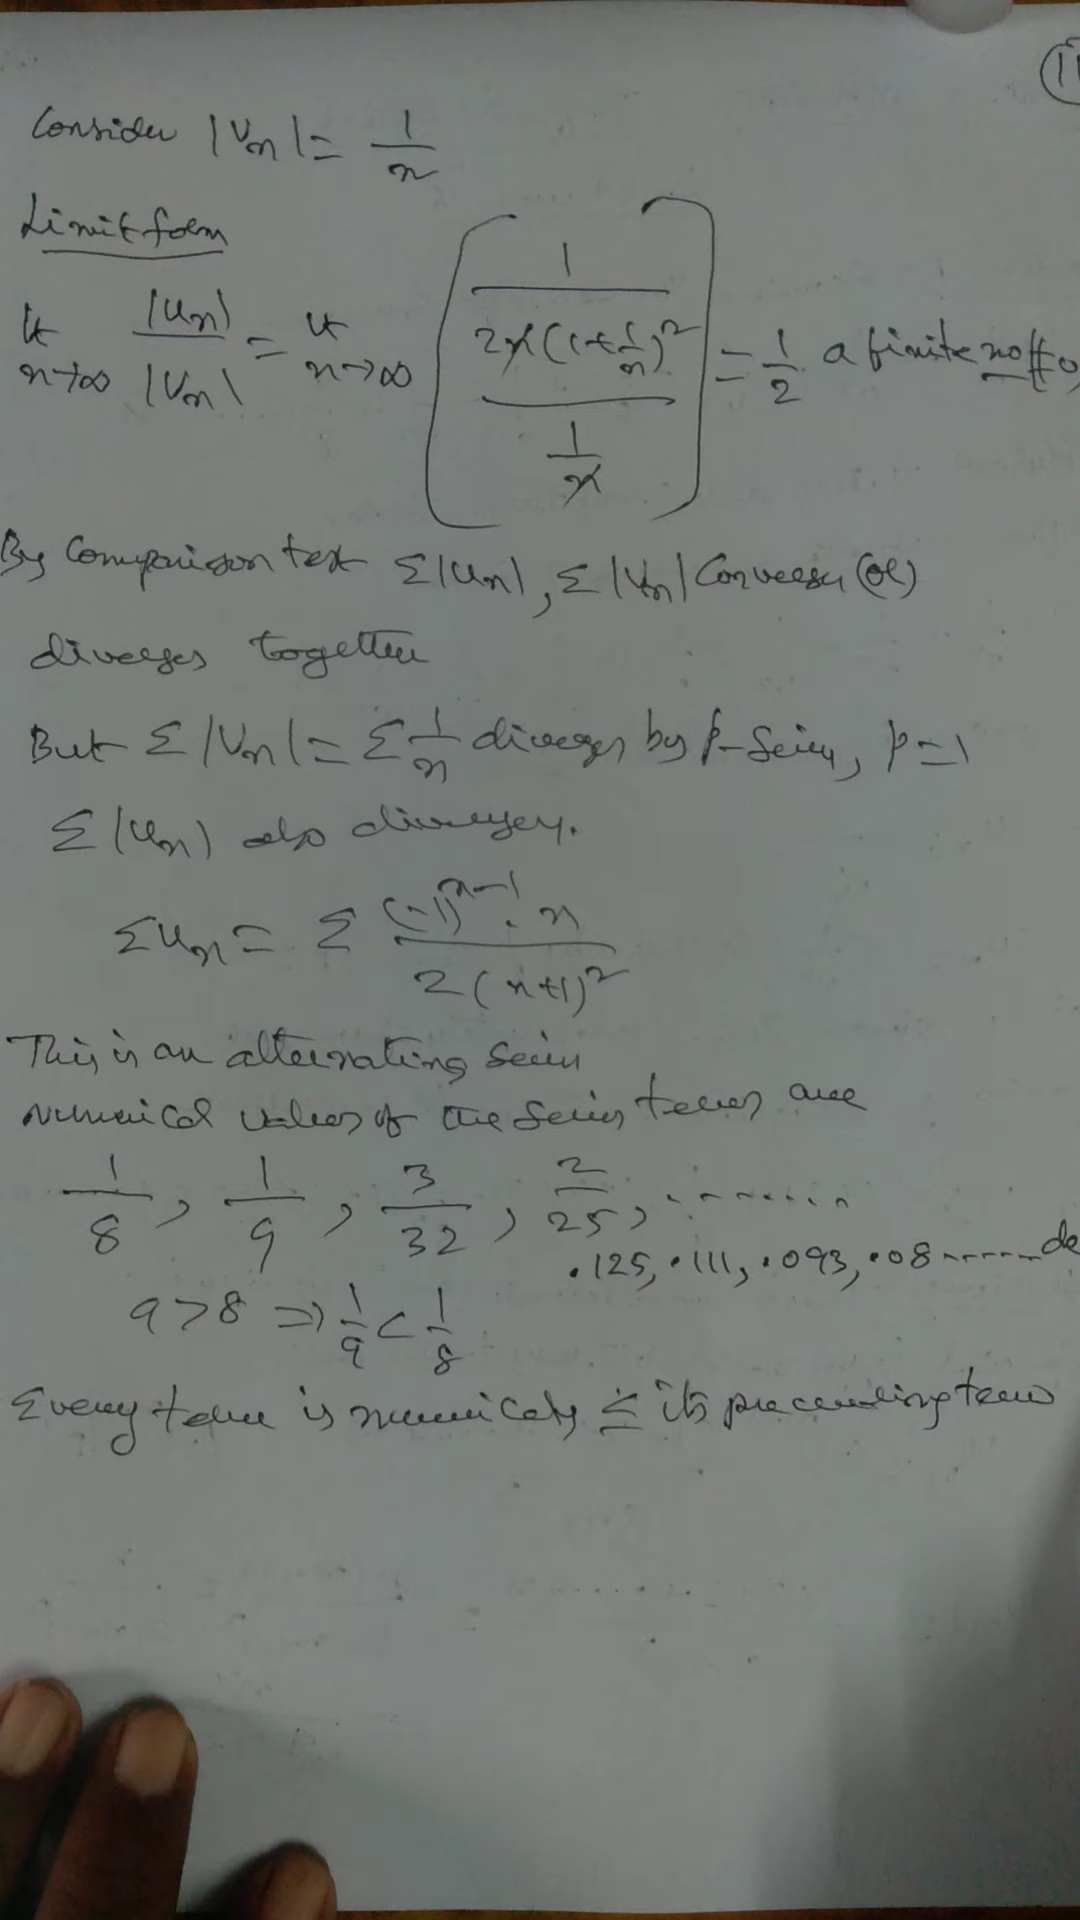 11
Consider |Vn| = 1/n
Limit form
lt n→∞ |Un|/|Vn| = lt n→∞ [ (1/(2n(1+1/n)^2)) / (1/n) ] = 1/2 a finite no ≠ 0,
By Comparison test Σ|Un|, Σ|Vn| Converses (or)
diverges together
But Σ|Vn| = Σ 1/n diverges by p-Series, p=1
Σ|Un| also diverges.
ΣUn = Σ (-1)^(n-1) . n / 2(n+1)^2
This is an alternating Series
Numerical values of the Series terms are
1/8, 1/9, 3/32, 2/25, ........
.125, .111, .093, .08 ------ de
9>8 ⇒ 1/9 < 1/8
Every term is numerically ≤ its preceeding term